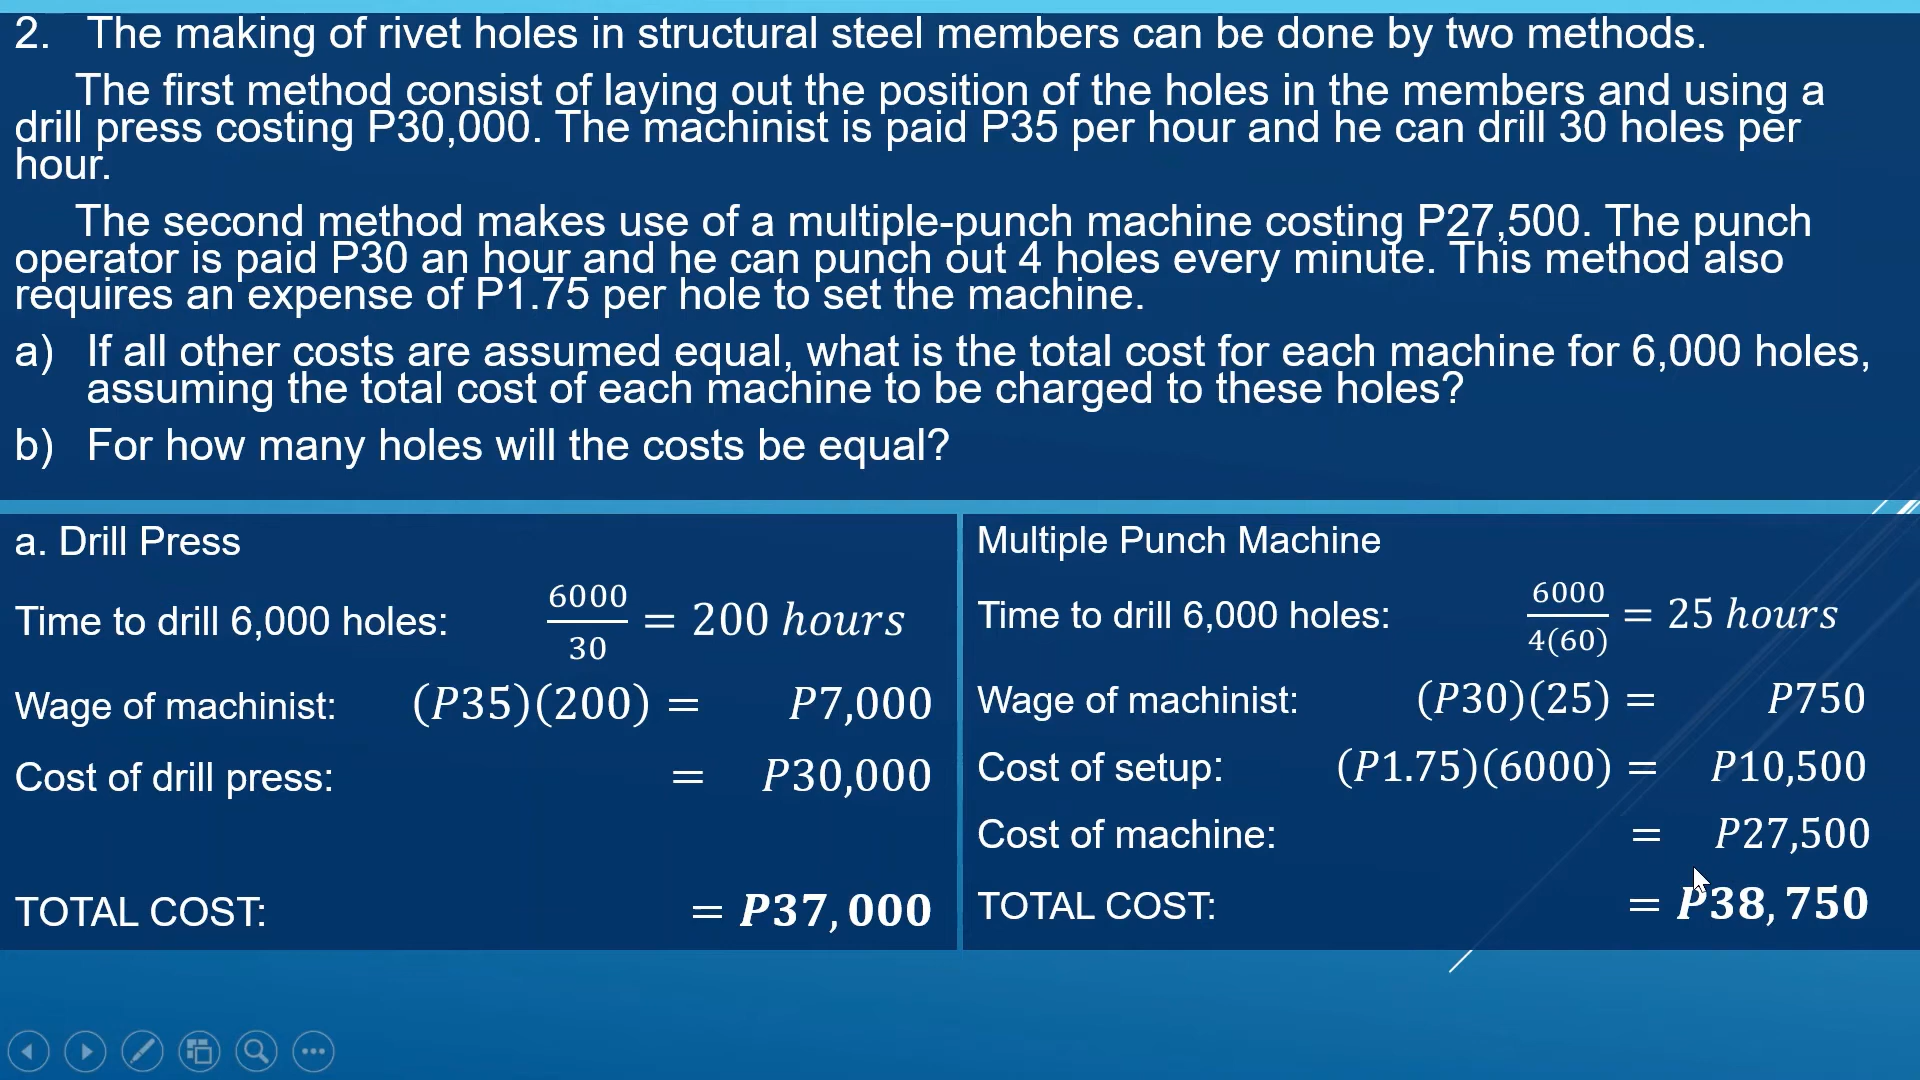 2. The making of rivet holes in structural steel members can be done by two methods.
The first method consist of laying out the position of the holes in the members and using a
drill press costing P30,000. The machinist is paid P35 per hour and he can drill 30 holes per
hour.
The second method makes use of a multiple-punch machine costing P27,500. The punch
operator is paid P30 an hour and he can punch out 4 holes every minute. This method also
requires an expense of P1.75 per hole to set the machine.
a) If all other costs are assumed equal, what is the total cost for each machine for 6,000 holes,
assuming the total cost of each machine to be charged to these holes?
b) For how many holes will the costs be equal?
a. Drill Press
Time to drill 6,000 holes: 6000/30 = 200 hours
Wage of machinist: (P35)(200) = P7,000
Cost of drill press: = P30,000
TOTAL COST: = P37,000
Multiple Punch Machine
Time to drill 6,000 holes: 6000/4(60) = 25 hours
Wage of machinist: (P30)(25) = P750
Cost of setup: (P1.75)(6000) = P10,500
Cost of machine: = P27,500
TOTAL COST: = P38,750